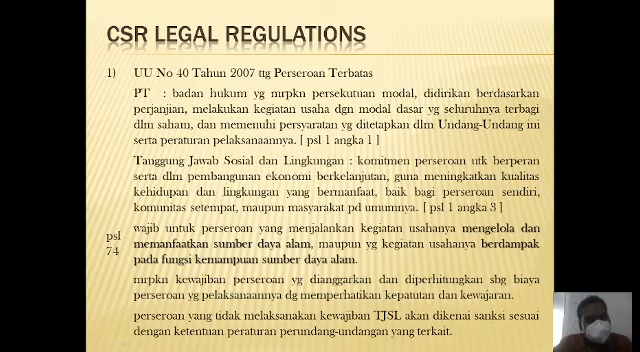 CSR LEGAL REGULATIONS
1) UU No 40 Tahun 2007 ttg Perseroan Terbatas
PT : badan hukum yg mrpkn persekutuan modal, didirikan berdasarkan
perjanjian, melakukan kegiatan usaha dgn modal dasar yg seluruhnya terbagi
dlm saham, dan memenuhi persyaratan yg ditetapkan dlm Undang-Undang ini
serta peraturan pelaksanaannya. [ psl 1 angka 1 ]
Tanggung Jawab Sosial dan Lingkungan : komitmen perseroan utk berperan
serta dlm pembangunan ekonomi berkelanjutan, guna meningkatkan kualitas
kehidupan dan lingkungan yang bermanfaat, baik bagi perseroan sendiri,
komunitas setempat, maupun masyarakat pd umumnya. [ psl 1 angka 3 ]
psl
74
wajib untuk perseroan yang menjalankan kegiatan usahanya mengelola dan
memanfaatkan sumber daya alam, maupun yg kegiatan usahanya berdampak
pada fungsi kemampuan sumber daya alam.
mrpkn kewajiban perseroan yg dianggarkan dan diperhitungkan sbg biaya
perseroan yg pelaksanaannya dg memperhatikan kepatutan dan kewajaran.
perseroan yang tidak melaksanakan kewajiban TJSL akan dikenai sanksi sesuai
dengan ketentuan peraturan perundang-undangan yang terkait.